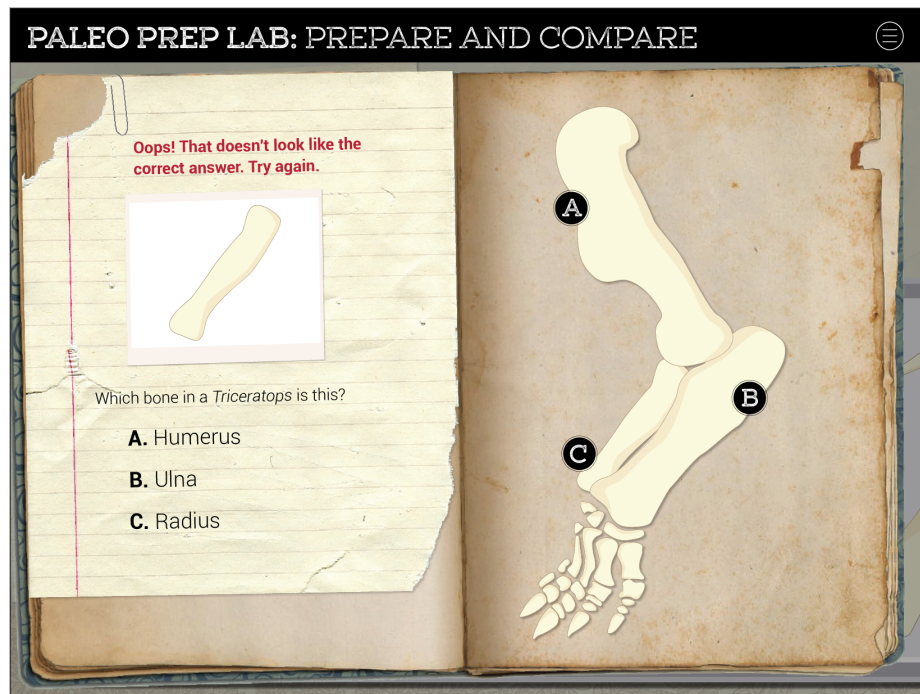 PALEO PREP LAB: PREPARE AND COMPARE
Oops! That doesn't look like the
correct answer. Try again.
Which bone in a Triceratops is this?
A. Humerus
B. Ulna
C. Radius
A
B
C